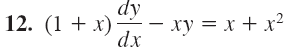 12. (1 + x) dy/dx − xy = x + x²